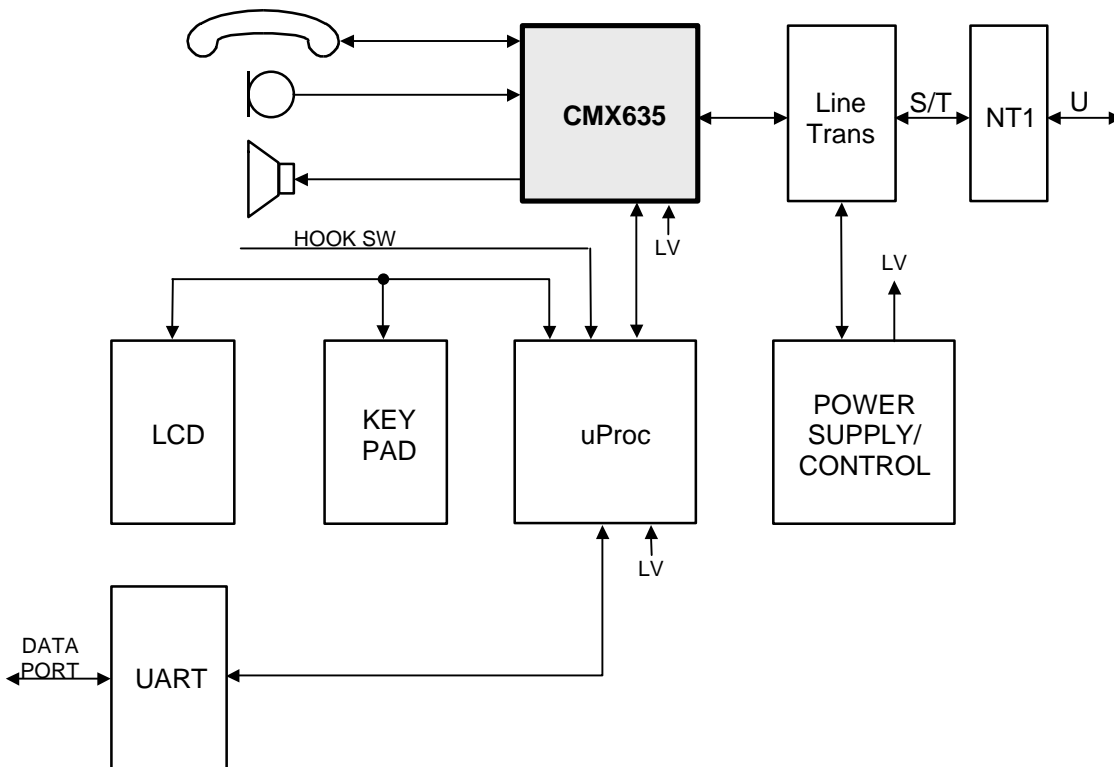 CMX635
Line
Trans
S/T
NT1
U
LV
HOOK SW
LV
LCD
KEY
PAD
uProc
POWER
SUPPLY/
CONTROL
LV
DATA
PORT
UART